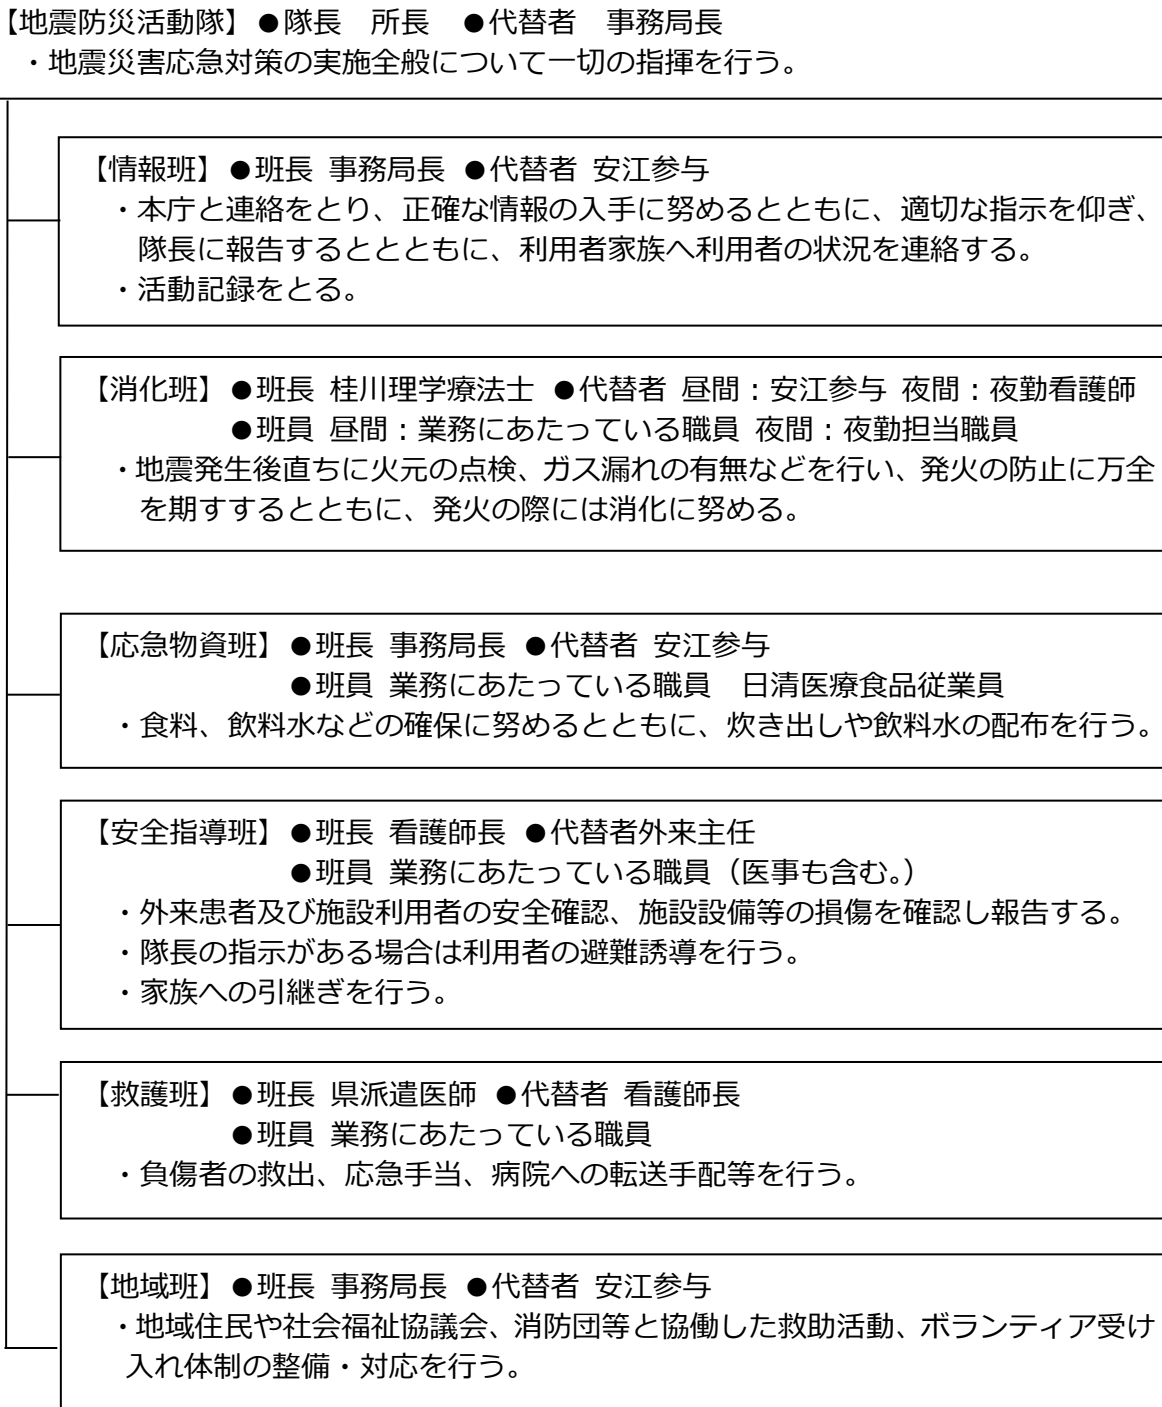 【地震防災活動隊】●隊長　所長　●代替者　事務局長
・地震災害応急対策の実施全般について一切の指揮を行う。
【情報班】●班長 事務局長 ●代替者 安江参与
・本庁と連絡をとり、正確な情報の入手に努めるとともに、適切な指示を仰ぎ、
隊長に報告するととともに、利用者家族へ利用者の状況を連絡する。
・活動記録をとる。
【消化班】●班長 桂川理学療法士 ●代替者 昼間：安江参与 夜間：夜勤看護師
●班員 昼間：業務にあたっている職員 夜間：夜勤担当職員
・地震発生後直ちに火元の点検、ガス漏れの有無などを行い、発火の防止に万全
を期すするとともに、発火の際には消化に努める。
【応急物資班】●班長 事務局長 ●代替者 安江参与
●班員 業務にあたっている職員　日清医療食品従業員
・食料、飲料水などの確保に努めるとともに、炊き出しや飲料水の配布を行う。
【安全指導班】●班長 看護師長 ●代替者外来主任
●班員 業務にあたっている職員（医事も含む。）
・外来患者及び施設利用者の安全確認、施設設備等の損傷を確認し報告する。
・隊長の指示がある場合は利用者の避難誘導を行う。
・家族への引継ぎを行う。
【救護班】●班長 県派遣医師 ●代替者 看護師長
●班員 業務にあたっている職員
・負傷者の救出、応急手当、病院への転送手配等を行う。
【地域班】●班長 事務局長 ●代替者 安江参与
・地域住民や社会福祉協議会、消防団等と協働した救助活動、ボランティア受け
入れ体制の整備・対応を行う。